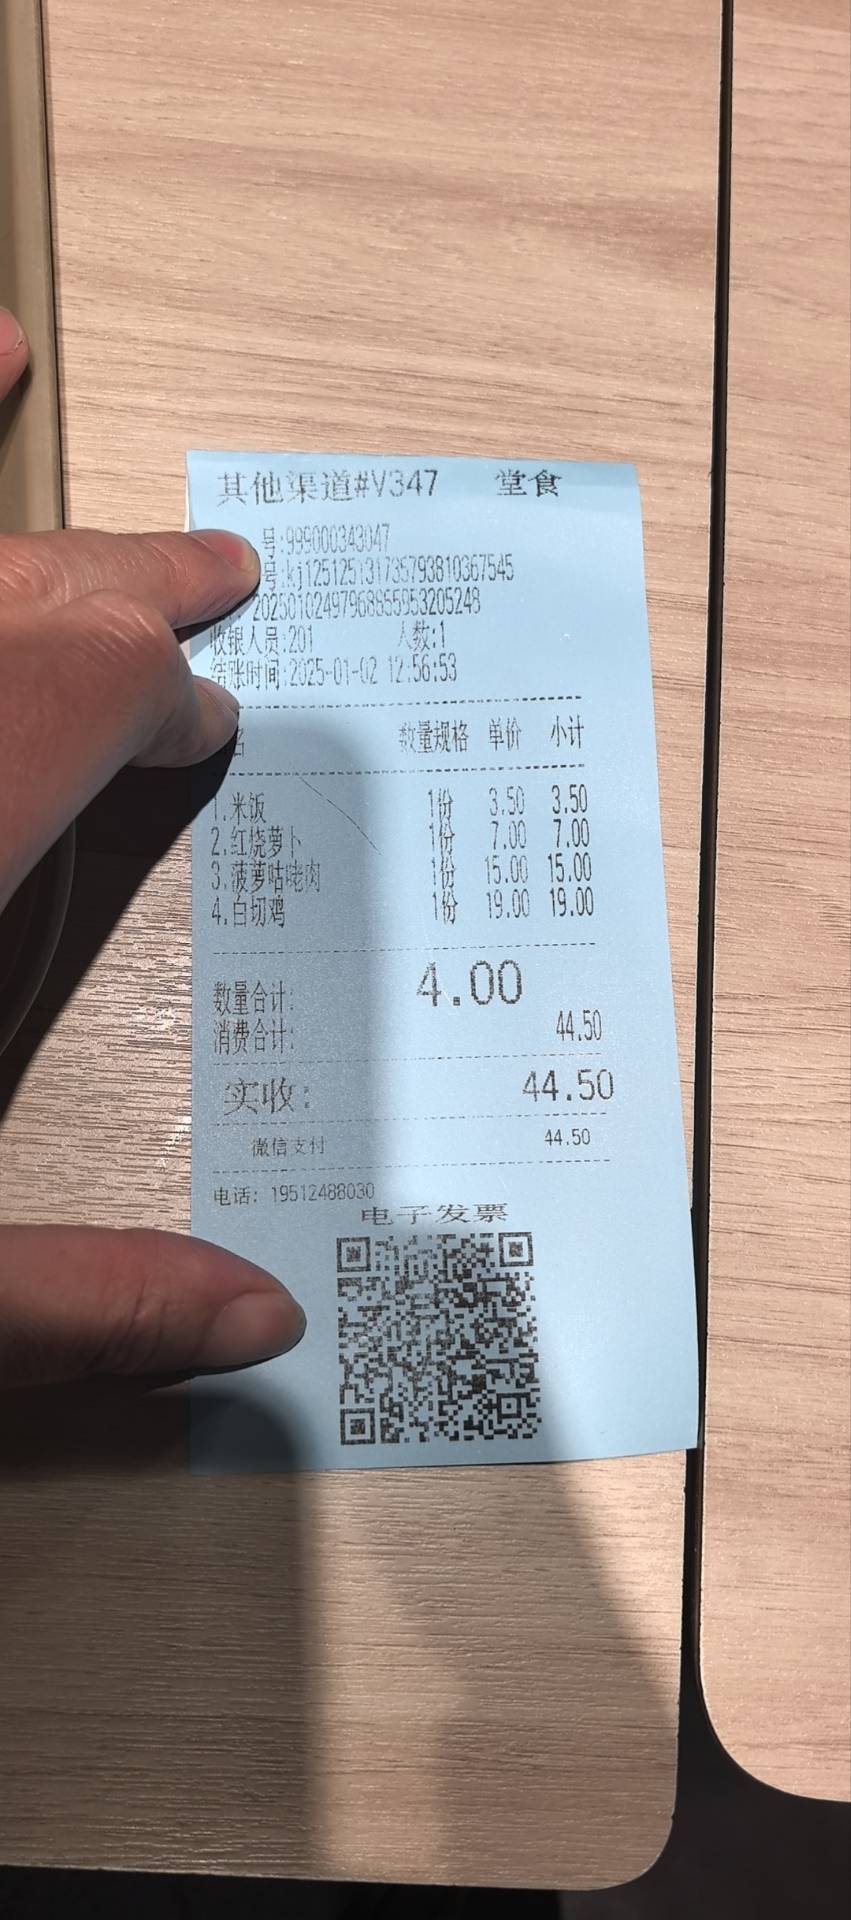 其他渠道#V347 堂食
号:999000343047
号:kj125125131735793810367545
20250102497968855953205248
收银人员:201 人数:1
结账时间:2025-01-02 12:56:53
名 数量规格 单价 小计
1.米饭 1份 3.50 3.50
2.红烧萝卜 1份 7.00 7.00
3.菠萝咕咾肉 1份 15.00 15.00
4.白切鸡 1份 19.00 19.00
数量合计: 4.00
消费合计: 44.50
实收: 44.50
微信支付 44.50
电话: 19512488030
电子发票